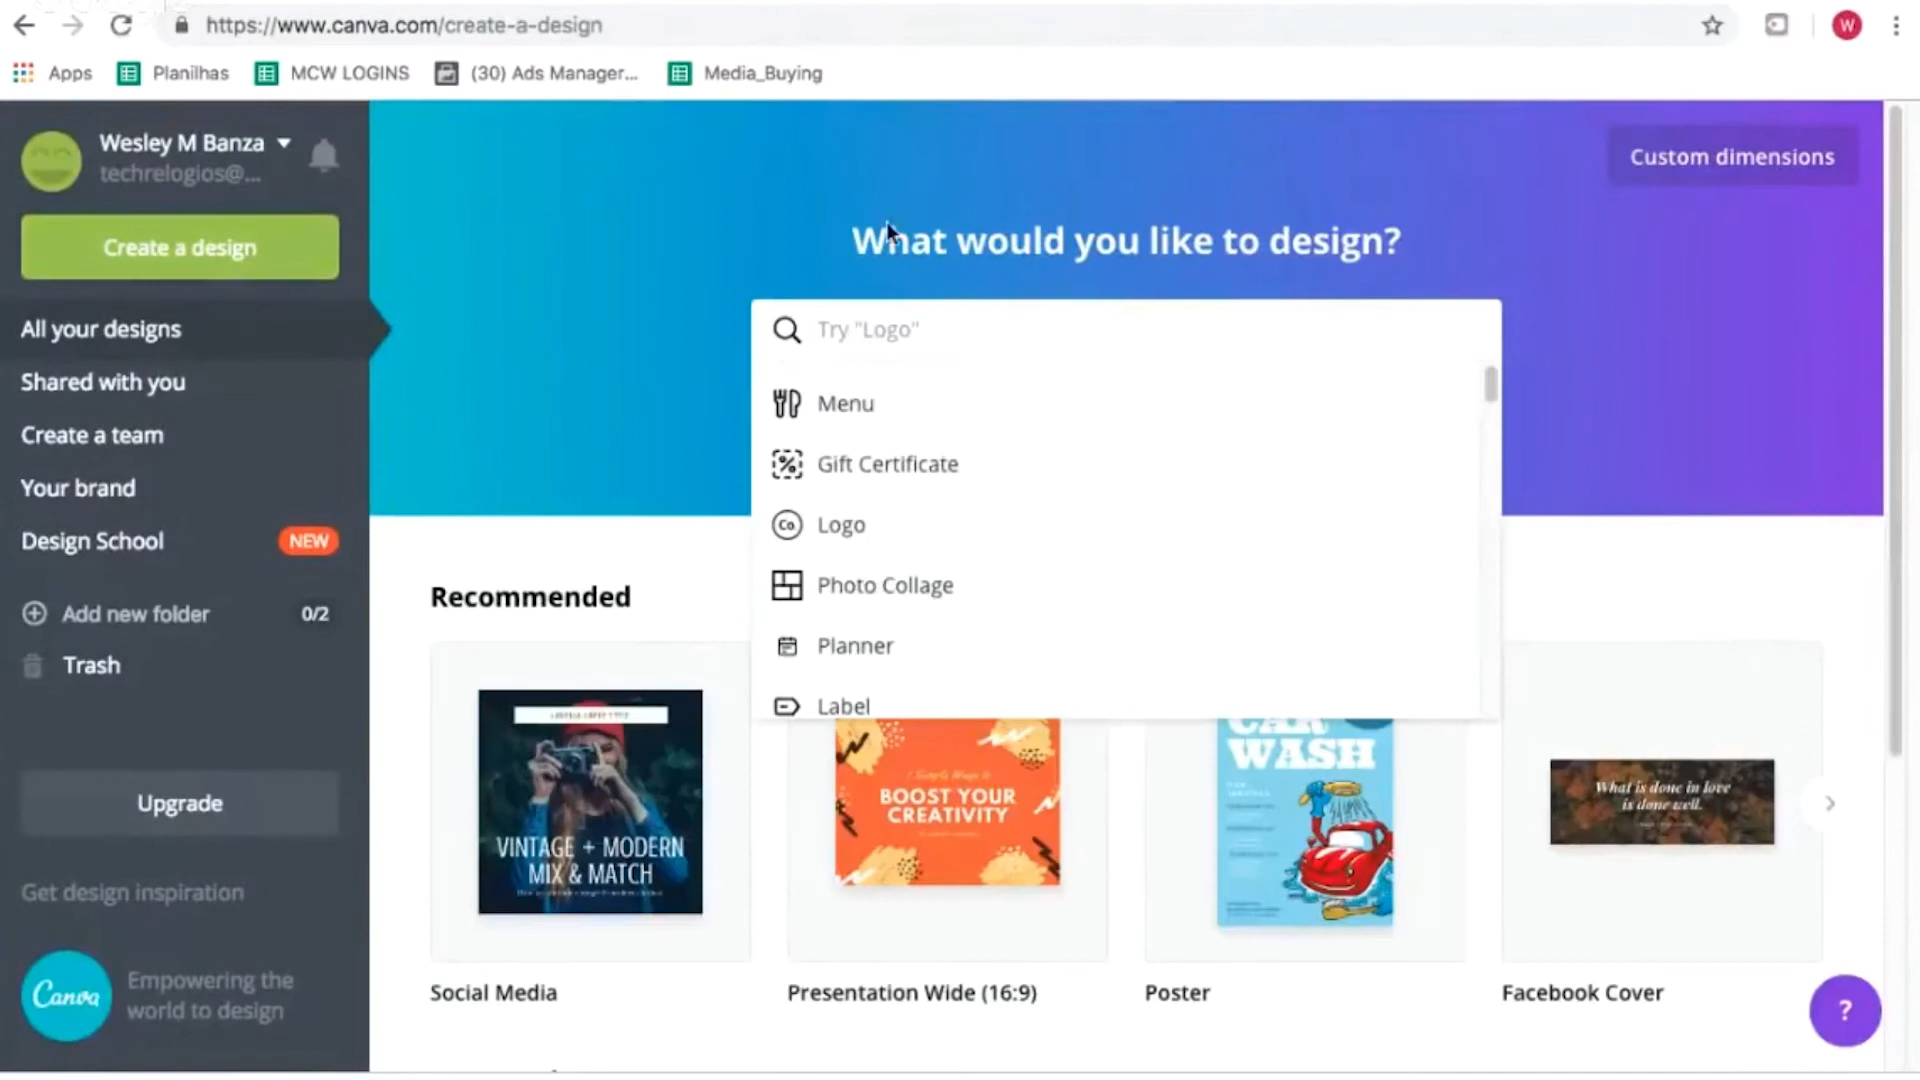 https://www.canva.com/create-a-design
W
Apps
Planilhas
MCW LOGINS
(30) Ads Manager...
Media_Buying
Wesley M Banza
techrelogios@...
Create a design
All your designs
Shared with you
Create a team
Your brand
Design School
NEW
Add new folder
0/2
Trash
Upgrade
Get design inspiration
Canva
Empowering the
world to design
Custom dimensions
What would you like to design?
Try "Logo"
Menu
Gift Certificate
Co
Logo
Photo Collage
Planner
Label
Recommended
VINTAGE + MODERN
MIX & MATCH
BOOST YOUR
CREATIVITY
CAR
WASH
What is done in love
is done well.
Social Media
Presentation Wide (16:9)
Poster
Facebook Cover
?